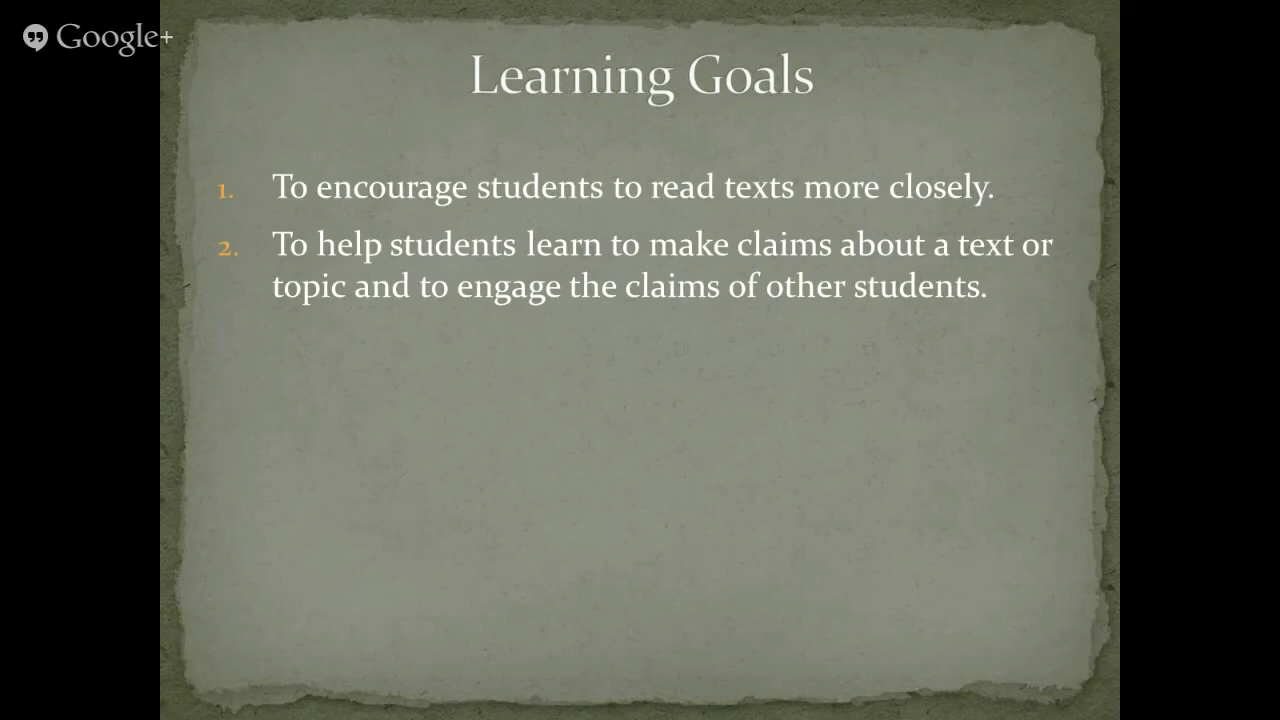 Google+
Learning Goals
1. To encourage students to read texts more closely.
2. To help students learn to make claims about a text or
topic and to engage the claims of other students.